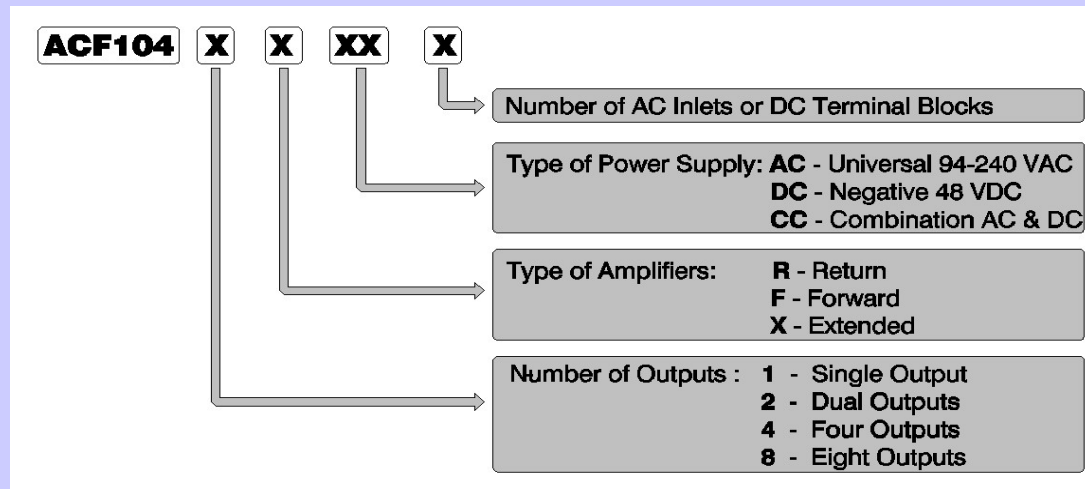 ACF104 X X XX X
Number of AC Inlets or DC Terminal Blocks
Type of Power Supply: AC - Universal 94-240 VAC
DC - Negative 48 VDC
CC - Combination AC & DC
Type of Amplifiers: R - Return
F - Forward
X - Extended
Number of Outputs : 1 - Single Output
2 - Dual Outputs
4 - Four Outputs
8 - Eight Outputs